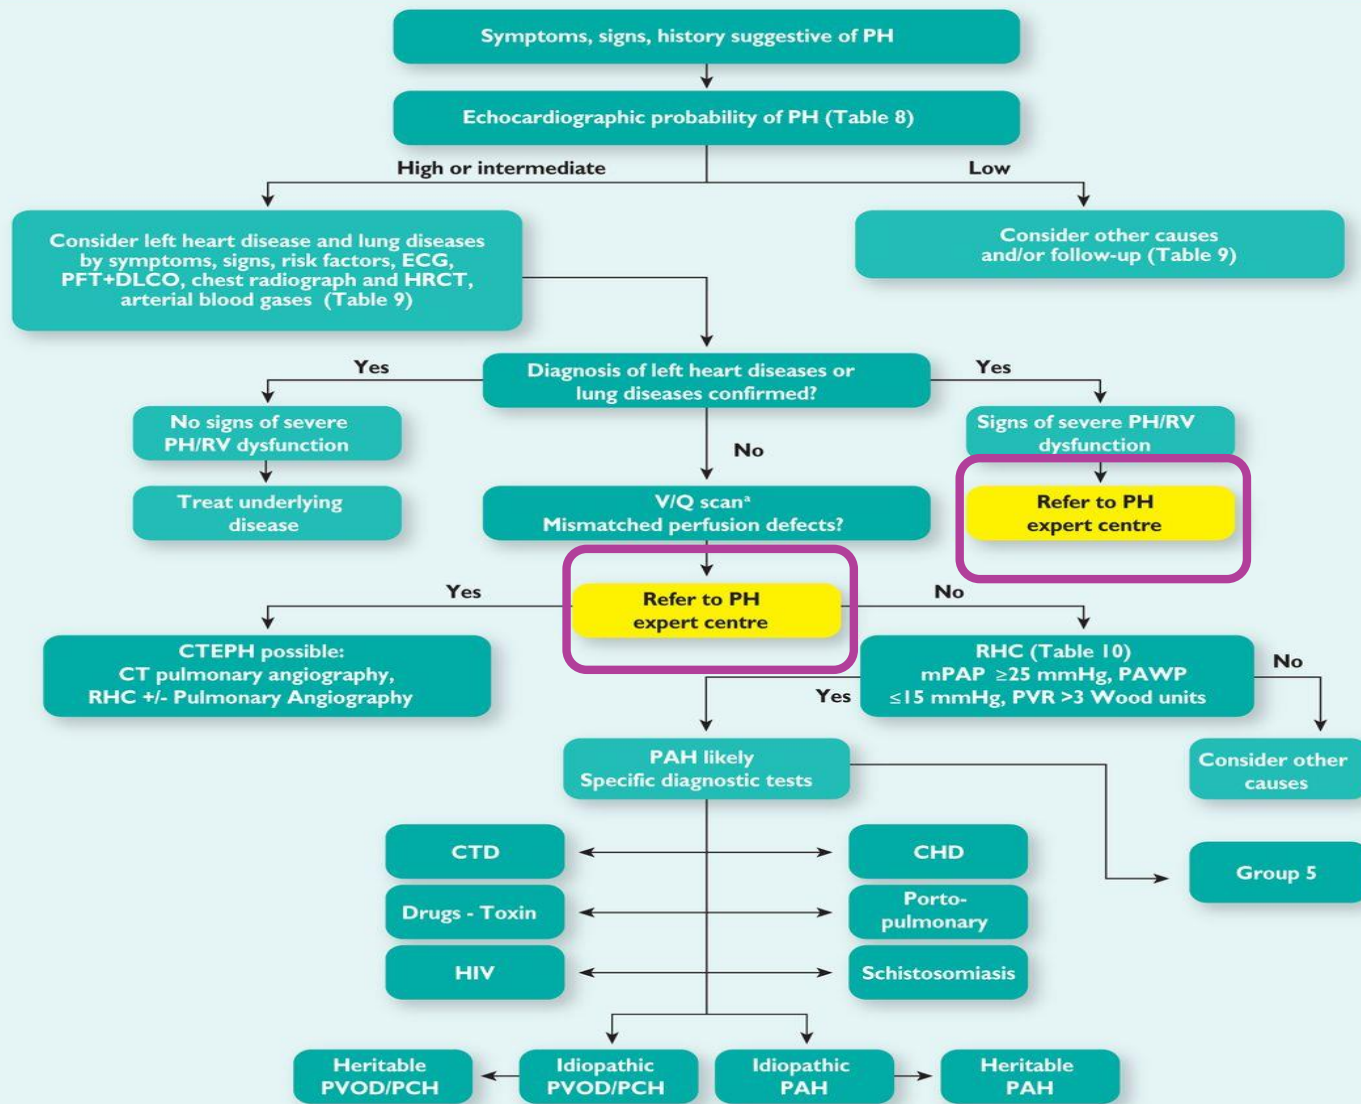 Symptoms, signs, history suggestive of PH
Echocardiographic probability of PH (Table 8)
High or intermediate
Low
Consider left heart disease and lung diseases
by symptoms, signs, risk factors, ECG,
PFT+DLCO, chest radiograph and HRCT,
arterial blood gases (Table 9)
Consider other causes
and/or follow-up (Table 9)
Yes
Diagnosis of left heart diseases or
lung diseases confirmed?
Yes
No signs of severe
PH/RV dysfunction
Signs of severe PH/RV
dysfunction
No
Treat underlying
disease
V/Q scanᵃ
Mismatched perfusion defects?
Refer to PH
expert centre
Yes
Refer to PH
expert centre
No
CTEPH possible:
CT pulmonary angiography,
RHC +/- Pulmonary Angiography
RHC (Table 10)
mPAP ≥25 mmHg, PAWP
≤15 mmHg, PVR >3 Wood units
No
Yes
PAH likely
Specific diagnostic tests
Consider other
causes
CTD
CHD
Group 5
Drugs - Toxin
Porto-
pulmonary
HIV
Schistosomiasis
Heritable
PVOD/PCH
Idiopathic
PVOD/PCH
Idiopathic
PAH
Heritable
PAH